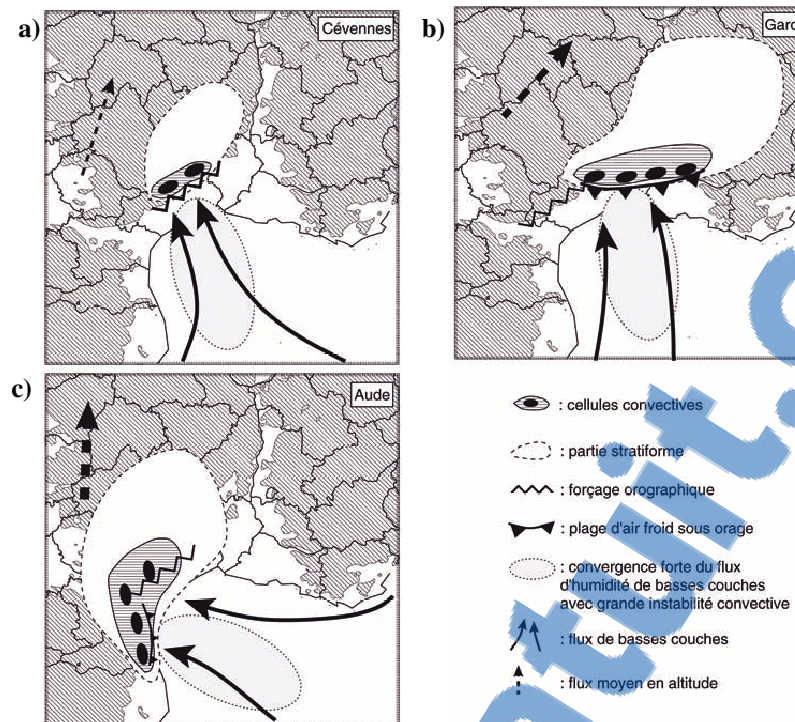 a)
Cévennes
b)
Gard
c)
Aude
: cellules convectives
: partie stratiforme
: forçage orographique
: plage d'air froid sous orage
: convergence forte du flux
d'humidité de basses couches
avec grande instabilité convective
: flux de basses couches
: flux moyen en altitude
tuit.c